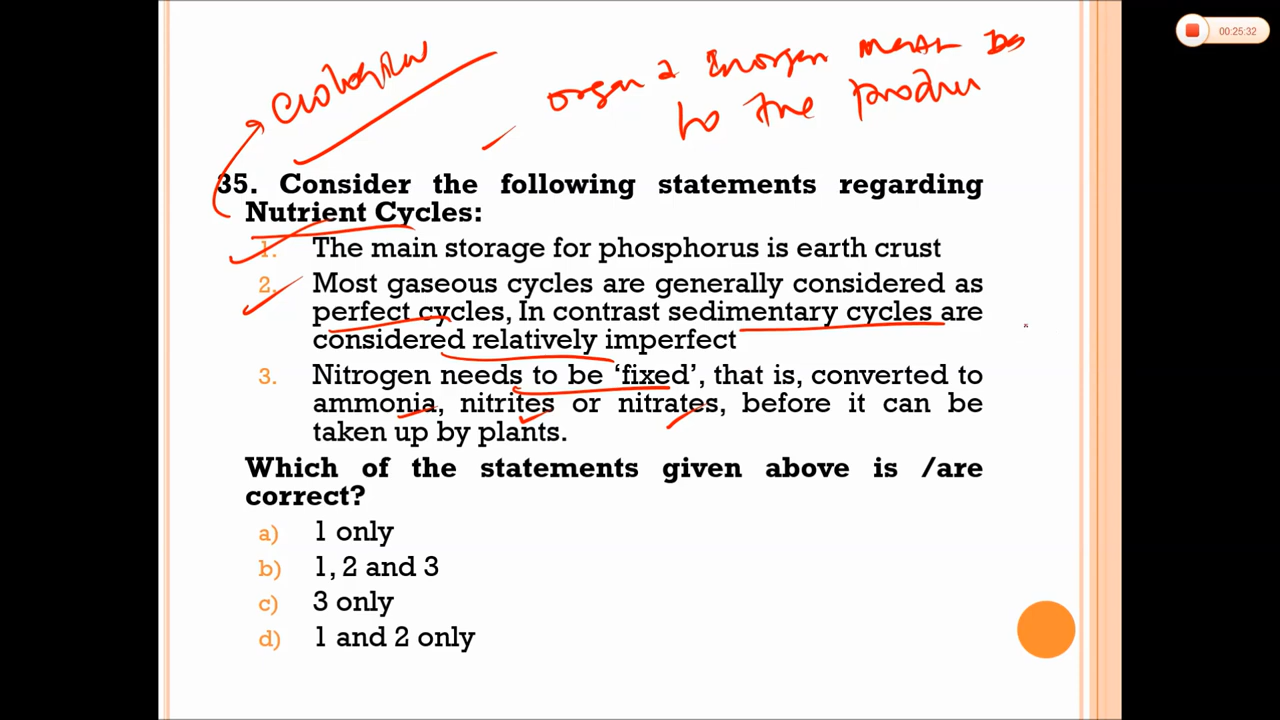 00:25:32
to the
35. Consider the following statements regarding
Nutrient Cycles:
1. The main storage for phosphorus is earth crust
2. Most gaseous cycles are generally considered as
perfect cycles, In contrast sedimentary cycles are
considered relatively imperfect
3. Nitrogen needs to be ‘fixed’, that is, converted to
ammonia, nitrites or nitrates, before it can be
taken up by plants.
Which of the statements given above is /are
correct?
a) 1 only
b) 1, 2 and 3
c) 3 only
d) 1 and 2 only